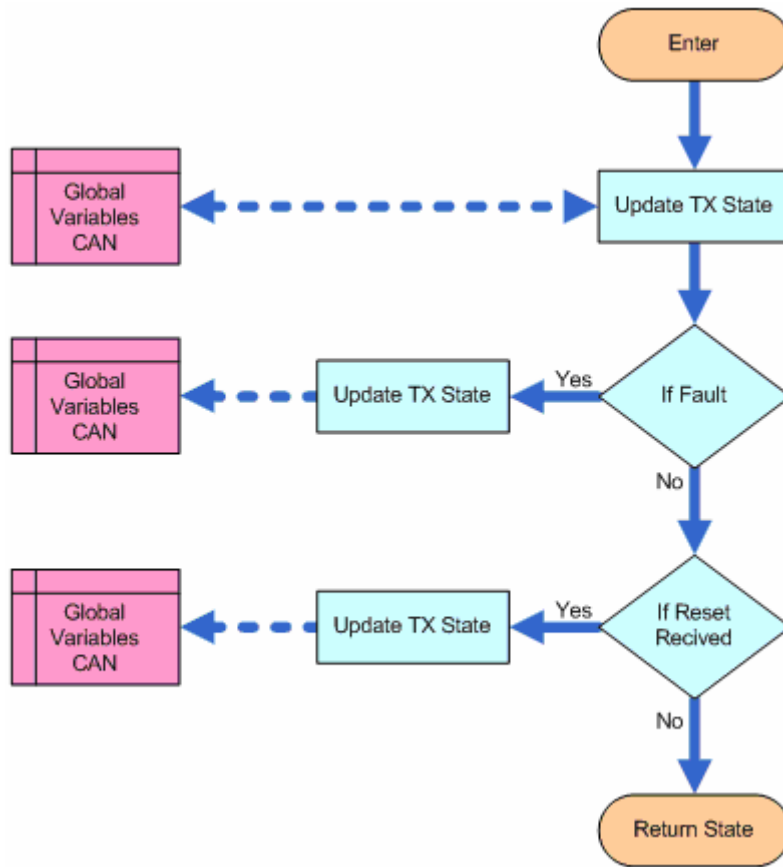 Enter
Global
Variables
CAN
Update TX State
Global
Variables
CAN
Update TX State
Yes
If Fault
No
Global
Variables
CAN
Update TX State
Yes
If Reset
Recived
No
Return State